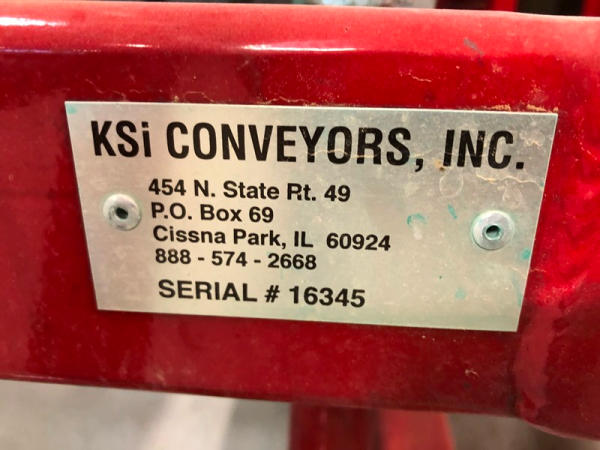 KSi CONVEYORS, INC.
454 N. State Rt. 49
P.O. Box 69
Cissna Park, IL 60924
888 - 574 - 2668
SERIAL # 16345